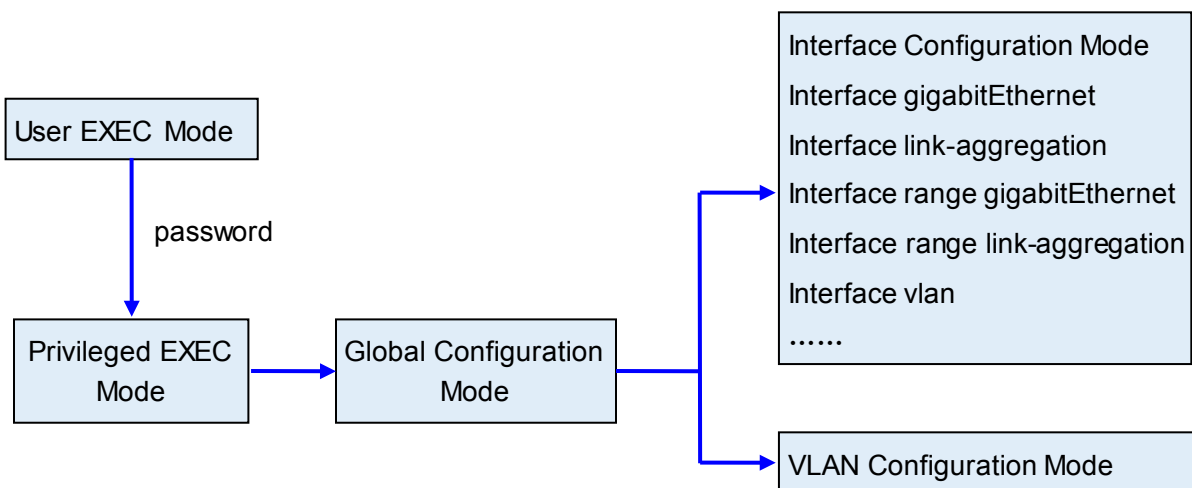 User EXEC Mode
password
Privileged EXEC
Mode
Global Configuration
Mode
Interface Configuration Mode
Interface gigabitEthernet
Interface link-aggregation
Interface range gigabitEthernet
Interface range link-aggregation
Interface vlan
……
VLAN Configuration Mode